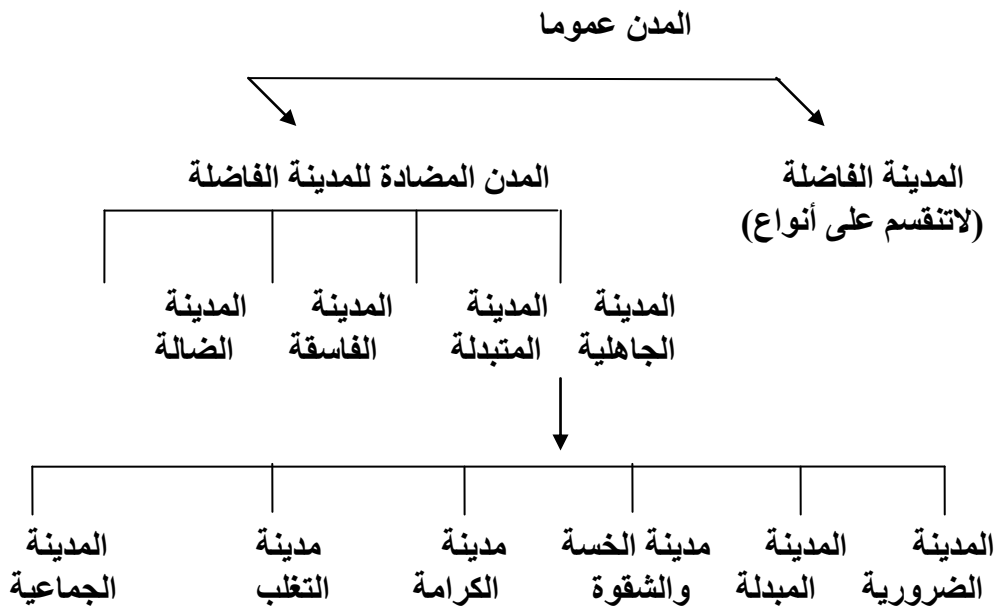 المدن عموما
المدينة الفاضلة
(لاتنقسم على أنواع)
المدن المضادة للمدينة الفاضلة
المدينة
الجاهلية
المدينة
المتبدلة
المدينة
الفاسقة
المدينة
الضالة
المدينة
الضرورية
المدينة
المبدلة
مدينة الخسة
والشقوة
مدينة
الكرامة
مدينة
التغلب
المدينة
الجماعية